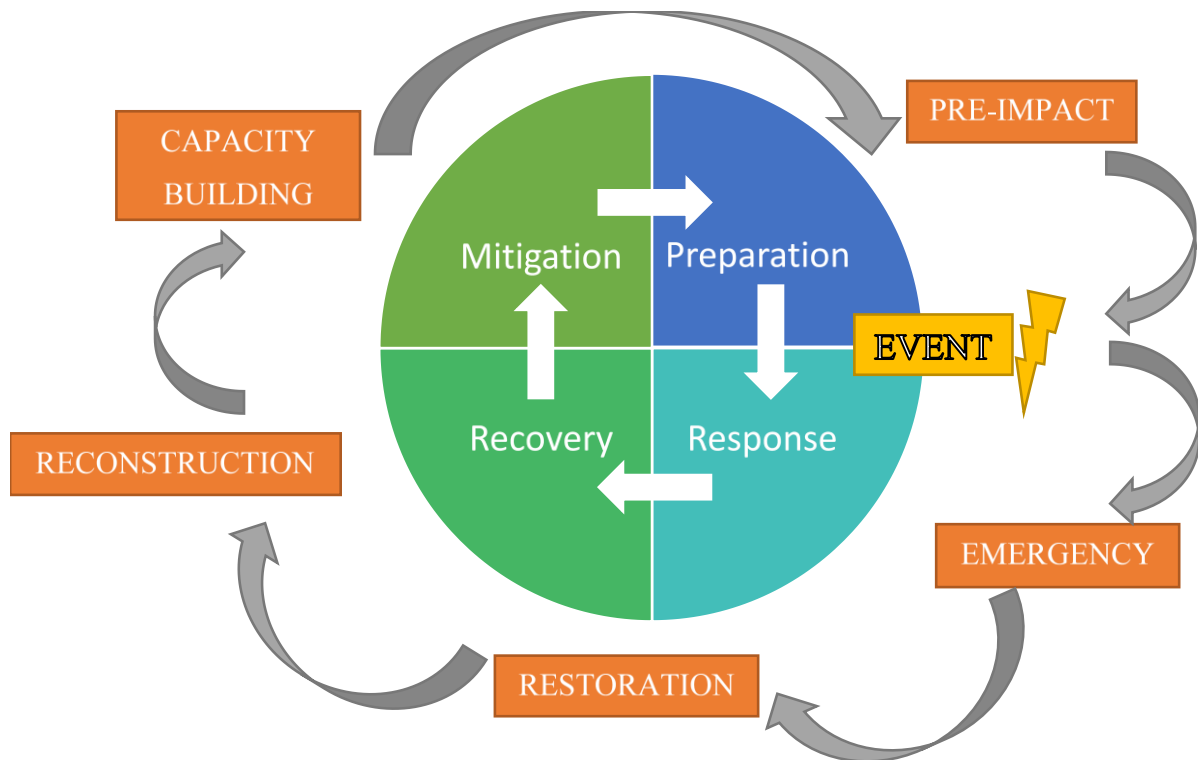 CAPACITY
BUILDING
PRE-IMPACT
Mitigation
Preparation
EVENT
Recovery
Response
RECONSTRUCTION
EMERGENCY
RESTORATION